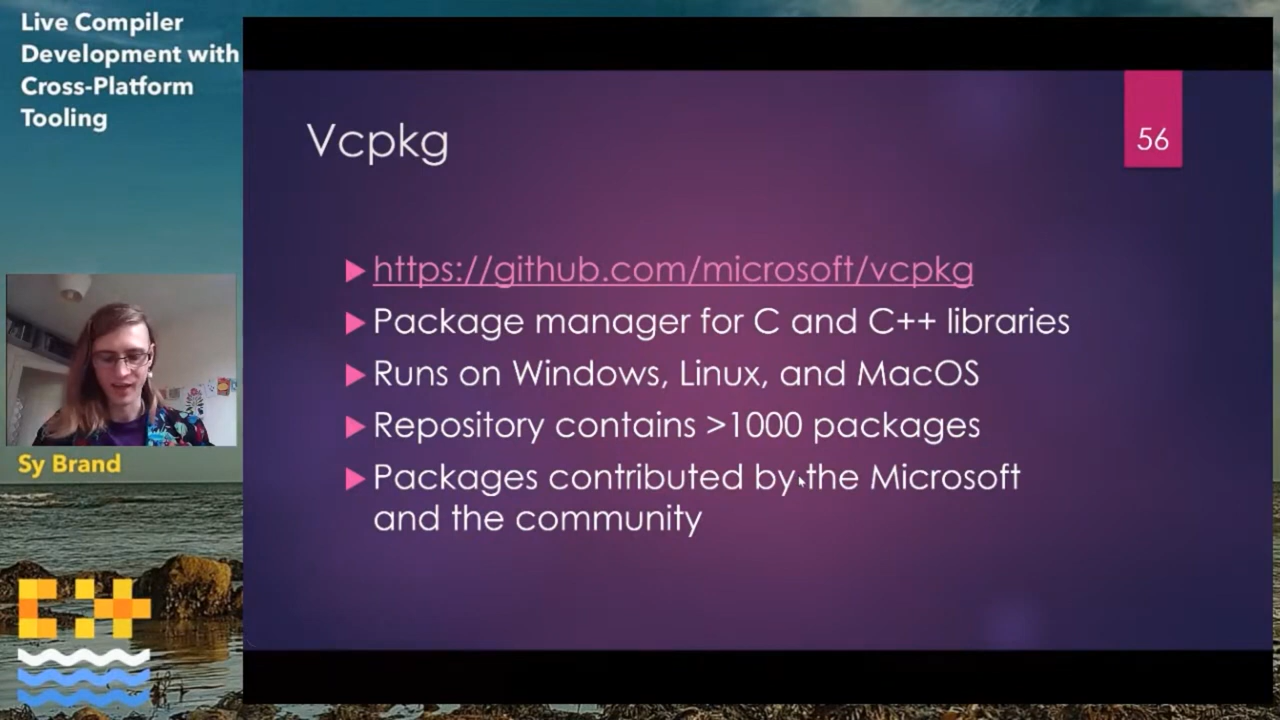 Live Compiler
Development with
Cross-Platform
Tooling
Vcpkg
56
https://github.com/microsoft/vcpkg
Package manager for C and C++ libraries
Runs on Windows, Linux, and MacOS
Repository contains >1000 packages
Packages contributed by the Microsoft
and the community
Sy Brand
C++